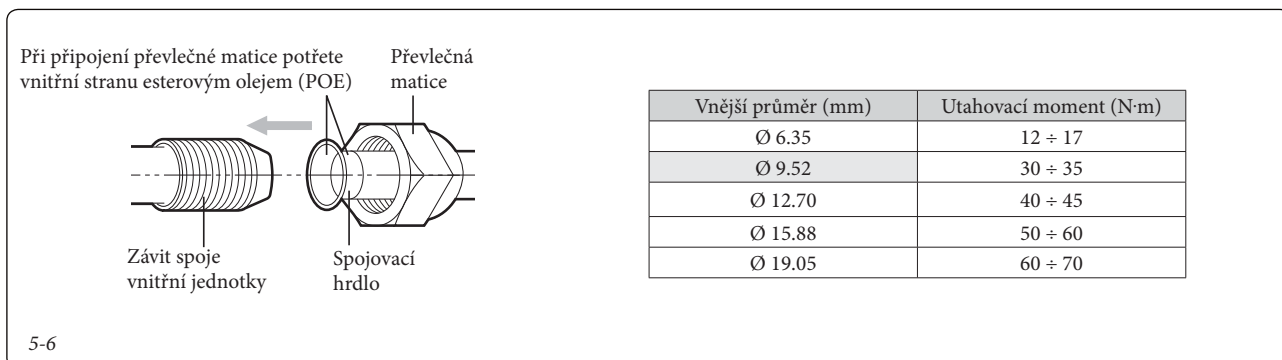 Při připojení převlečné matice potřete
vnitřní stranu esterovým olejem (POE)
Převlečná
matice
Závit spoje
vnitřní jednotky
Spojovací
hrdlo
Vnější průměr (mm) Utahovací moment (N·m)
Ø 6.35 12 ÷ 17
Ø 9.52 30 ÷ 35
Ø 12.70 40 ÷ 45
Ø 15.88 50 ÷ 60
Ø 19.05 60 ÷ 70
5-6